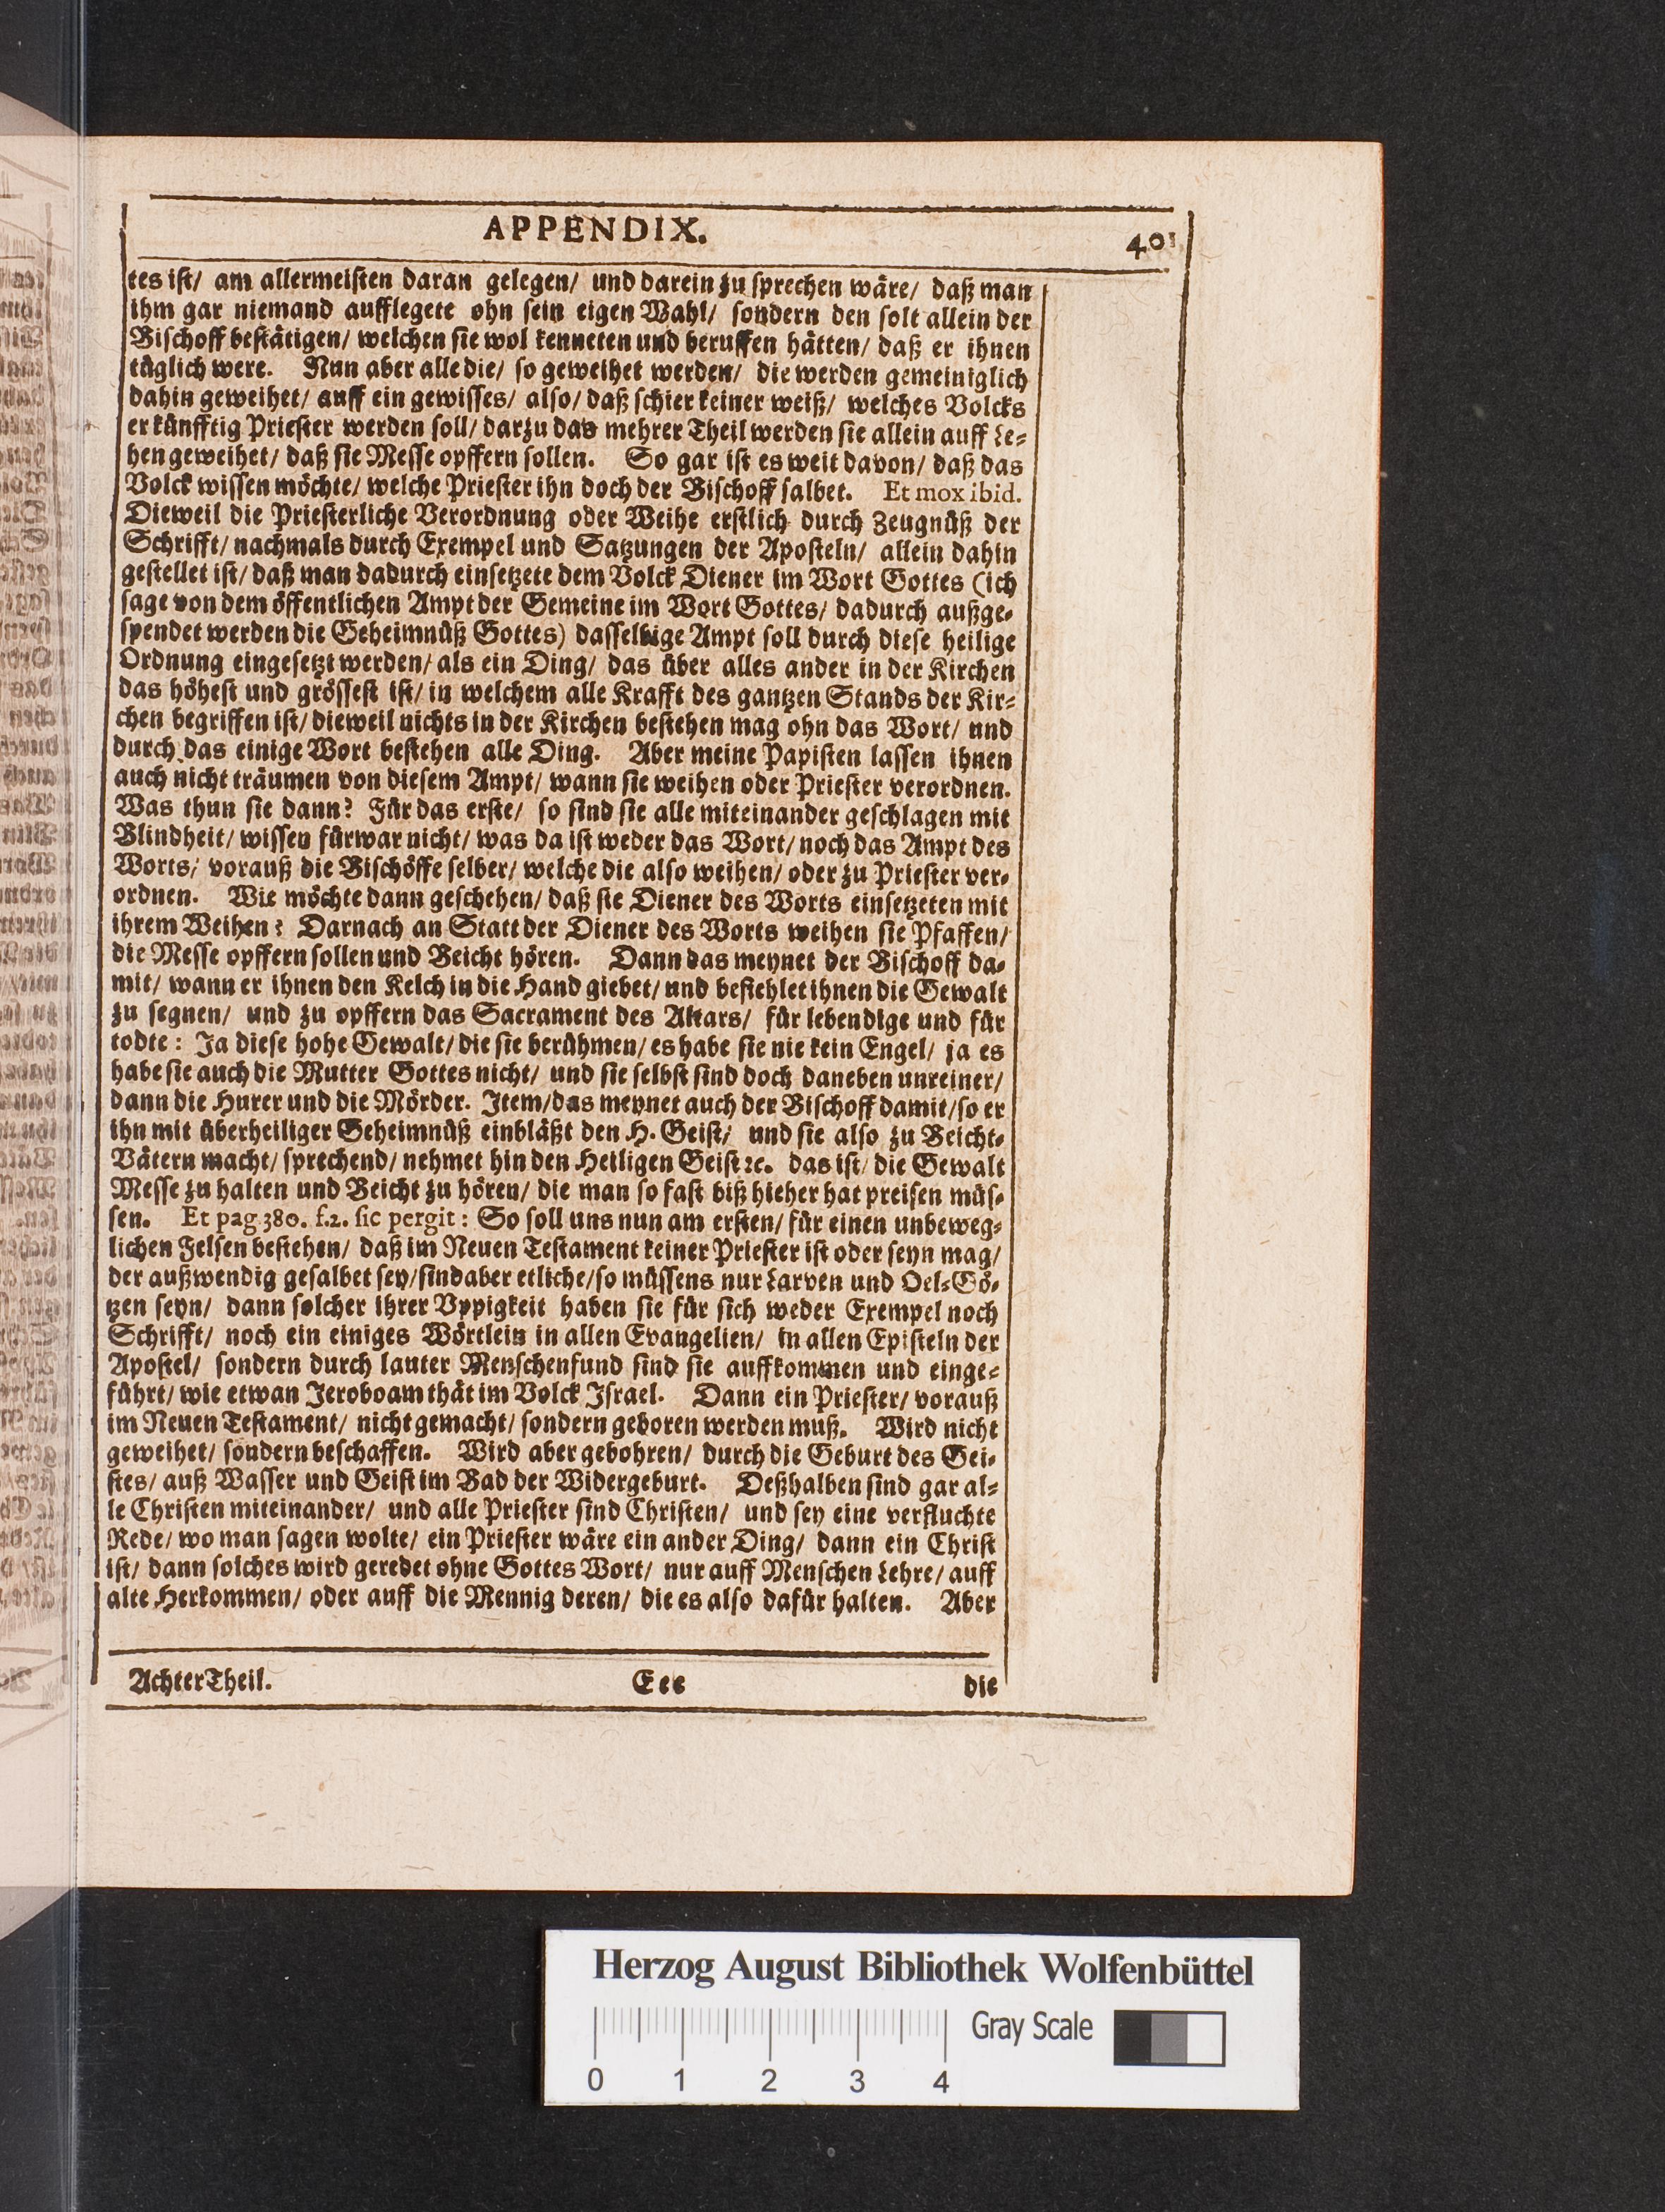 APPENDIX. 401
tes ist/ am allermeisten daran gelegen/ und darein zu sprechen wäre/ daß man
ihm gar niemand aufflegete ohn sein eigen Wahl/ sondern den solt allein der
Bischoff bestätigen/ welchen sie wol kenneten und beruffen hätten/ daß er ihnen
täglich were. Nun aber alle die/ so geweihet werden/ die werden gemeiniglich
dahin geweihet/ auff ein gewisses/ also/ daß schier keiner weiß/ welches Volcks
er künfftig Priester werden soll/ darzu das mehrer Theil werden sie allein auff Le-
hen geweihet/ daß sie Messe opffern sollen. So gar ist es weit davon/ daß das
Volck wissen möchte/ welche Priester ihn doch der Bischoff salbet. Et mox ibid.
Dieweil die Priesterliche Verordnung oder Weihe erstlich durch Zeugnüß der
Schrifft/ nachmals durch Exempel und Satzungen der Aposteln/ allein dahin
gestellet ist/ daß man dadurch einsetzete dem Volck Diener im Wort Gottes (ich
sage von dem öffentlichen Ampt der Gemeine im Wort Gottes/ dadurch außge-
spendet werden die Geheimnüß Gottes) dasselbige Ampt soll durch diese heilige
Ordnung eingesetzt werden/ als ein Ding/ das über alles ander in der Kirchen
das höhest und grössest ist/ in welchem alle Krafft des gantzen Stands der Kir-
chen begriffen ist/ dieweil nichts in der Kirchen bestehen mag ohn das Wort/ und
durch das einige Wort bestehen alle Ding. Aber meine Papisten lassen ihnen
auch nicht träumen von diesem Ampt/ wann sie weihen oder Priester verordnen.
Was thun sie dann? Für das erste/ so sind sie alle miteinander geschlagen mit
Blindheit/ wissen fürwar nicht/ was da ist weder das Wort/ noch das Ampt des
Worts/ vorauß die Bischöffe selber/ welche die also weihen/ oder zu Priester ver-
ordnen. Wie möchte dann geschehen/ daß sie Diener des Worts einsetzeten mit
ihrem Weihen? Darnach an Statt der Diener des Worts weihen sie Pfaffen/
die Messe opffern sollen und Beicht hören. Dann das meynet der Bischoff da-
mit/ wann er ihnen den Kelch in die Hand giebet/ und befiehlet ihnen die Gewalt
zu segnen/ und zu opffern das Sacrament des Altars/ für lebendige und für
todte: Ja diese hohe Gewalt/ die sie berühmen/ es habe sie nie kein Engel/ ja es
habe sie auch die Mutter Gottes nicht/ und sie selbst sind doch daneben unreiner/
dann die Hurer und die Mörder. Item/ das meynet auch der Bischoff damit/ so er
ihn mit überheiliger Geheimnüß einbläßt den H. Geist/ und sie also zu Beicht-
Vätern macht/ sprechend/ nehmet hin den Heiligen Geist ꝛc. das ist/ die Gewalt
Messe zu halten und Beicht zu hören/ die man so fast biß hieher hat preisen müs-
sen. Et pag. 380. f.2. sic pergit: So soll uns nun am ersten/ für einen unbeweg-
lichen Felsen bestehen/ daß im Neuen Testament keiner Priester ist oder seyn mag/
der außwendig gesalbet sey/ sind aber etliche/ so müssens nur Larven und Oel-Gö-
tzen seyn/ dann solcher ihrer Vppigkeit haben sie für sich weder Exempel noch
Schrifft/ noch ein einiges Wörtlein in allen Evangelien/ in allen Episteln der
Apostel/ sondern durch lauter Menschenfund sind sie auffkommen und einge-
führt/ wie etwan Jeroboam thät im Volck Israel. Dann ein Priester/ vorauß
im Neuen Testament/ nicht gemacht/ sondern geboren werden muß. Wird nicht
geweihet/ sondern beschaffen. Wird aber gebohren/ durch die Geburt des Gei-
stes/ auß Wasser und Geist im Bad der Widergeburt. Deßhalben sind gar al-
le Christen miteinander/ und alle Priester sind Christen/ und sey eine verfluchte
Rede/ wo man sagen wolte/ ein Priester wäre ein ander Ding/ dann ein Christ
ist/ dann solches wird geredet ohne Gottes Wort/ nur auff Menschen Lehre/ auff
alte Herkommen/ oder auff die Mennig deren/ die es also dafür halten. Aber
Achter Theil. Eee die
Herzog August Bibliothek Wolfenbüttel
Gray Scale
0 1 2 3 4